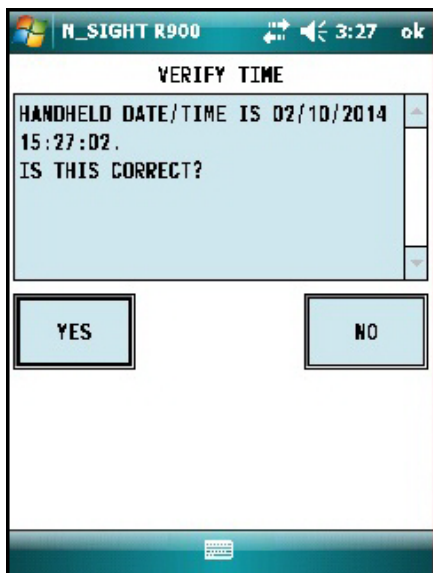 N_SIGHT R900 3:27 ok
VERIFY TIME
HANDHELD DATE/TIME IS 02/10/2014
15:27:02.
IS THIS CORRECT?
YES NO